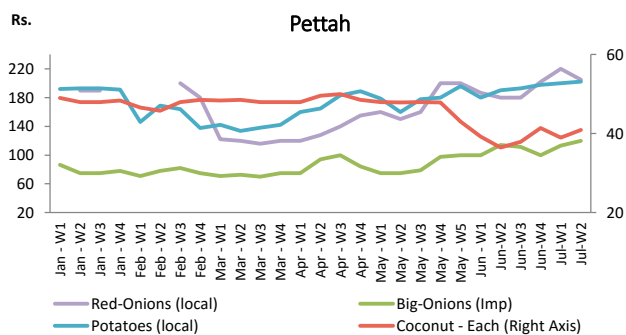 Pettah
Rs.
220
180
140
100
60
20
60
40
20
Jan - W1
Jan - W2
Jan - W3
Jan - W4
Feb - W1
Feb - W2
Feb - W3
Feb - W4
Mar - W1
Mar - W2
Mar - W3
Mar - W4
Apr - W1
Apr - W2
Apr - W3
Apr - W4
May - W1
May - W2
May - W3
May - W4
May - W5
Jun - W1
Jun-W2
Jun-W3
Jun-W4
Jul-W1
Jul-W2
Red-Onions (local)
Big-Onions (Imp)
Potatoes (local)
Coconut - Each (Right Axis)